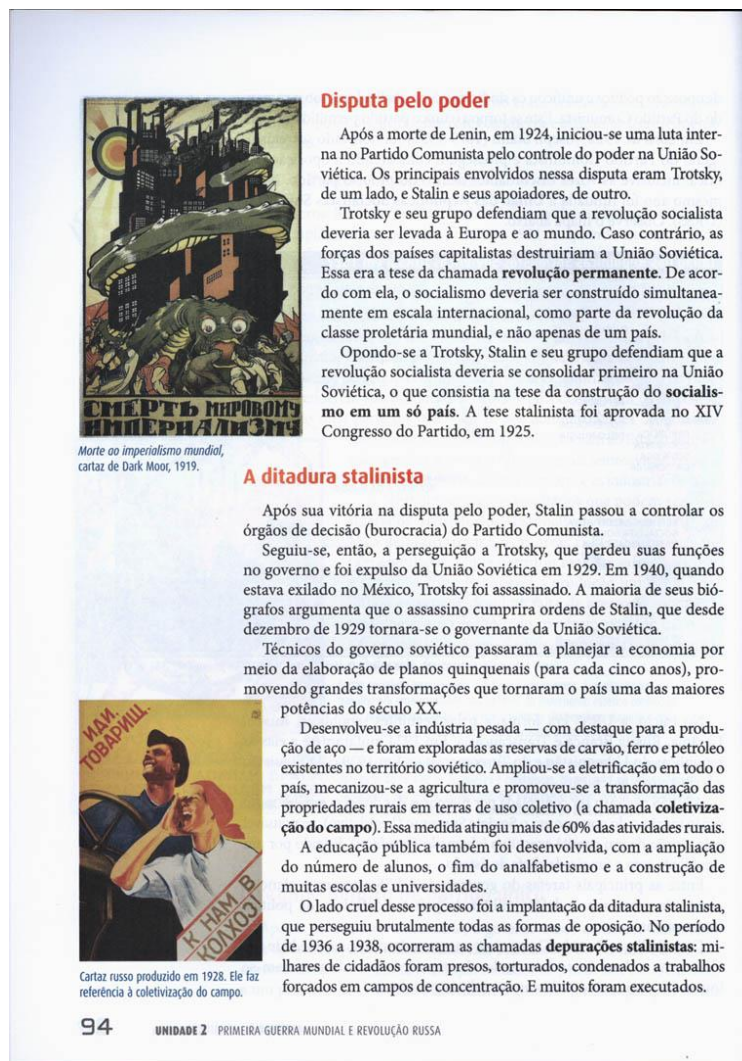 Disputa pelo poder
Após a morte de Lenin, em 1924, iniciou-se uma luta inter-
na no Partido Comunista pelo controle do poder na União So-
viética. Os principais envolvidos nessa disputa eram Trotsky,
de um lado, e Stalin e seus apoiadores, de outro.
Trotsky e seu grupo defendiam que a revolução socialista
deveria ser levada à Europa e ao mundo. Caso contrário, as
forças dos países capitalistas destruiriam a União Soviética.
Essa era a tese da chamada revolução permanente. De acor-
do com ela, o socialismo deveria ser construído simultanea-
mente em escala internacional, como parte da revolução da
classe proletária mundial, e não apenas de um país.
Opondo-se a Trotsky, Stalin e seu grupo defendiam que a
revolução socialista deveria se consolidar primeiro na União
Soviética, o que consistia na tese da construção do socialis-
mo em um só país. A tese stalinista foi aprovada no XIV
Congresso do Partido, em 1925.
СМЕРТЬ МИРОВОМУ
ИМПЕРИАЛИЗМУ
Morte ao imperialismo mundial,
cartaz de Dark Moor, 1919.
A ditadura stalinista
Após sua vitória na disputa pelo poder, Stalin passou a controlar os
órgãos de decisão (burocracia) do Partido Comunista.
Seguiu-se, então, a perseguição a Trotsky, que perdeu suas funções
no governo e foi expulso da União Soviética em 1929. Em 1940, quando
estava exilado no México, Trotsky foi assassinado. A maioria de seus bió-
grafos argumenta que o assassino cumprira ordens de Stalin, que desde
dezembro de 1929 tornara-se o governante da União Soviética.
Técnicos do governo soviético passaram a planejar a economia por
meio da elaboração de planos quinquenais (para cada cinco anos), pro-
movendo grandes transformações que tornaram o país uma das maiores
potências do século XX.
Desenvolveu-se a indústria pesada — com destaque para a produ-
ção de aço — e foram exploradas as reservas de carvão, ferro e petróleo
existentes no território soviético. Ampliou-se a eletrificação em todo o
país, mecanizou-se a agricultura e promoveu-se a transformação das
propriedades rurais em terras de uso coletivo (a chamada coletiviza-
ção do campo). Essa medida atingiu mais de 60% das atividades rurais.
A educação pública também foi desenvolvida, com a ampliação
do número de alunos, o fim do analfabetismo e a construção de
muitas escolas e universidades.
O lado cruel desse processo foi a implantação da ditadura stalinista,
que perseguiu brutalmente todas as formas de oposição. No período
de 1936 a 1938, ocorreram as chamadas depurações stalinistas: mi-
lhares de cidadãos foram presos, torturados, condenados a trabalhos
forçados em campos de concentração. E muitos foram executados.
ИДИ,
ТОВАРИЩ,
К НАМ В
КОЛХОЗ!
Cartaz russo produzido em 1928. Ele faz
referência à coletivização do campo.
94 UNIDADE 2 PRIMEIRA GUERRA MUNDIAL E REVOLUÇÃO RUSSA